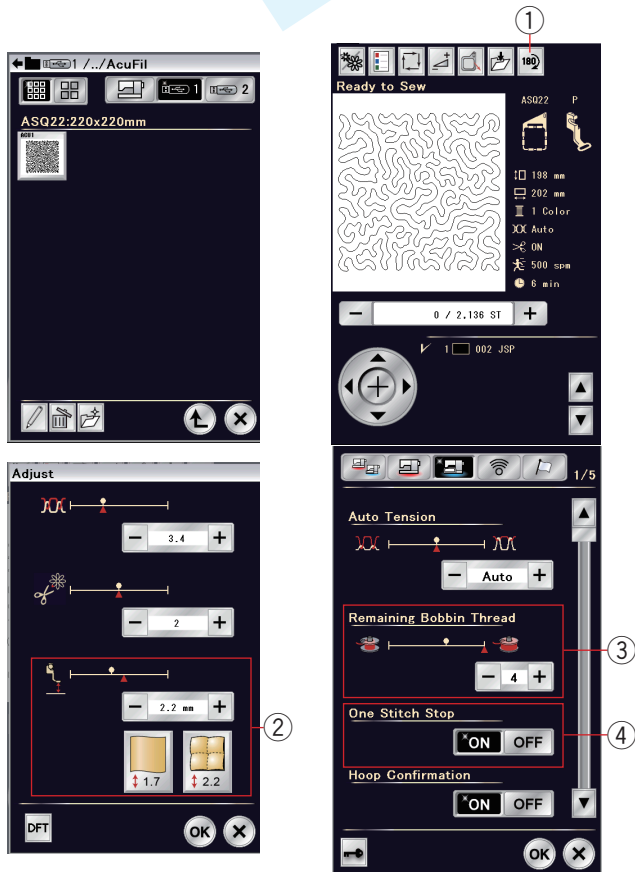 1 /../AcuFil
1 2
ASQ22:220x220mm
ACU1
①
180
Ready to Sew
ASQ22 P
198 mm
202 mm
1 Color
Auto
ON
500 spm
6 min
− 0 / 2.136 ST +
1 002 JSP
Adjust
− 3.4 +
− 2 +
− 2.2 mm +
1.7 2.2
②
DFT OK
1/5
Auto Tension
− Auto +
Remaining Bobbin Thread
③
− 4 +
One Stitch Stop
ON OFF
④
Hoop Confirmation
ON OFF
OK